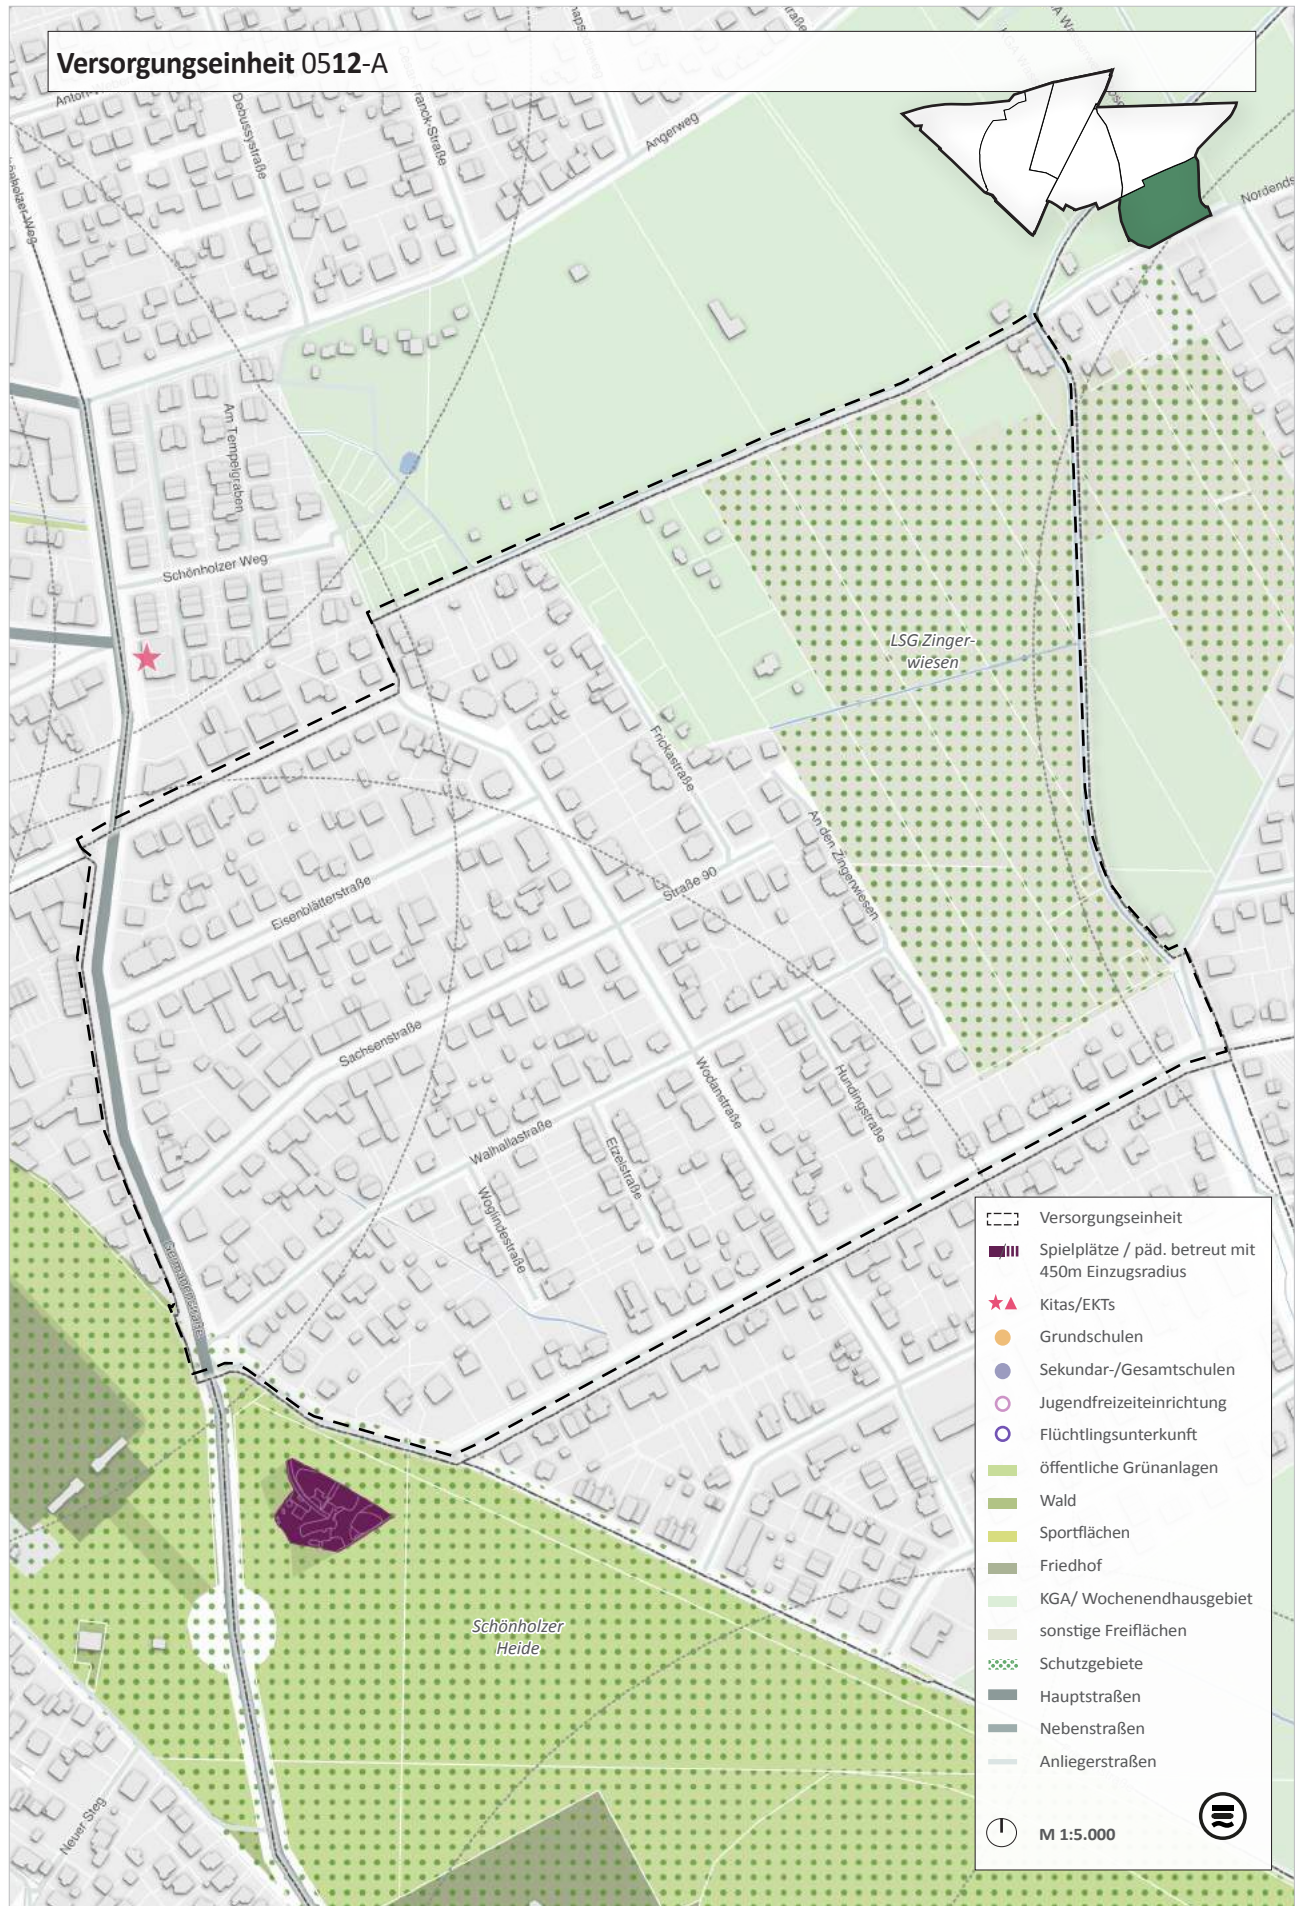 Versorgungseinheit 0512-A
Debussystraße
Angerweg
Am Tempelgraben
Schönholzer Weg
LSG Zinger-
wiesen
Frickastraße
An den Zingerwiesen
Straße 90
Eisenblätterstraße
Sachsenstraße
Wodanstraße
Hundingstraße
Walhallastraße
Etzelstraße
Woglindestraße
Germanenstraße
Schönholzer
Heide
Neuer Steg
Versorgungseinheit
Spielplätze / päd. betreut mit
450m Einzugsradius
Kitas/EKTs
Grundschulen
Sekundar-/Gesamtschulen
Jugendfreizeiteinrichtung
Flüchtlingsunterkunft
öffentliche Grünanlagen
Wald
Sportflächen
Friedhof
KGA/ Wochenendhausgebiet
sonstige Freiflächen
Schutzgebiete
Hauptstraßen
Nebenstraßen
Anliegerstraßen
M 1:5.000